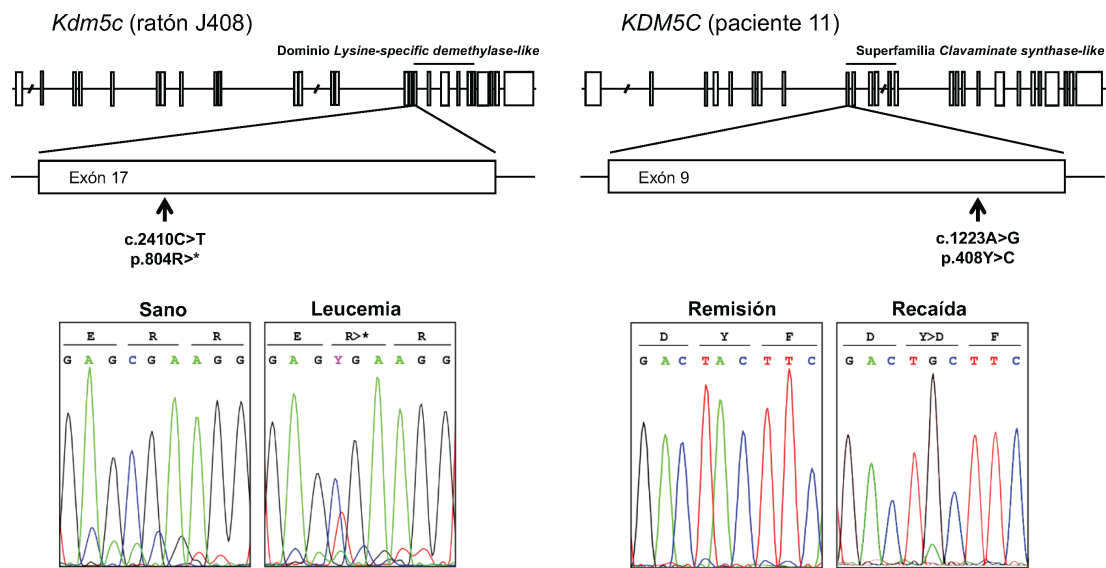 Kdm5c (ratón J408)
Dominio Lysine-specific demethylase-like
Exón 17
c.2410C>T
p.804R>*
Sano
E R R
G A G C G A A G G
Leucemia
E R>* R
G A G Y G A A G G
KDM5C (paciente 11)
Superfamilia Clavaminate synthase-like
Exón 9
c.1223A>G
p.408Y>C
Remisión
D Y F
G A C T A C T T C
Recaída
D Y>D F
G A C T G C T T C